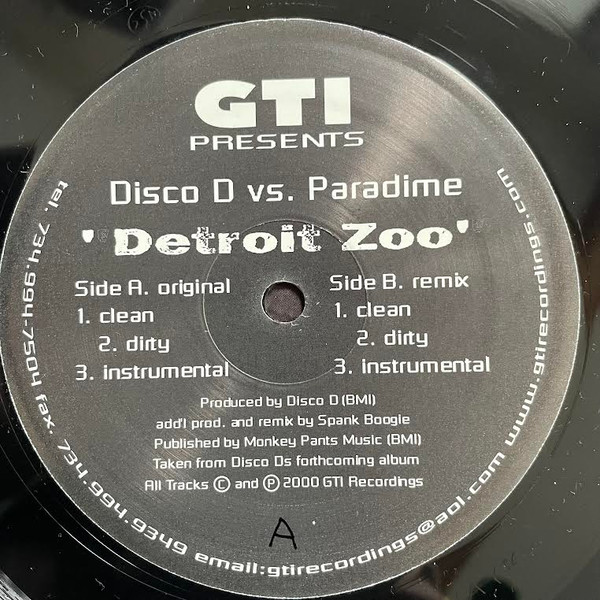 GTI
PRESENTS
Disco D vs. Paradime
'Detroit Zoo'
Side A. original
1. clean
2. dirty
3. instrumental
Side B. remix
1. clean
2. dirty
3. instrumental
Produced by Disco D (BMI)
add'l prod. and remix by Spank Boogie
Published by Monkey Pants Music (BMI)
Taken from Disco Ds forthcoming album
All Tracks © and ℗ 2000 GTI Recordings
A
tel. 734.994-7504 fax. 734.994.9349 email:gtirecordings@aol.com www.gtirecordings.com